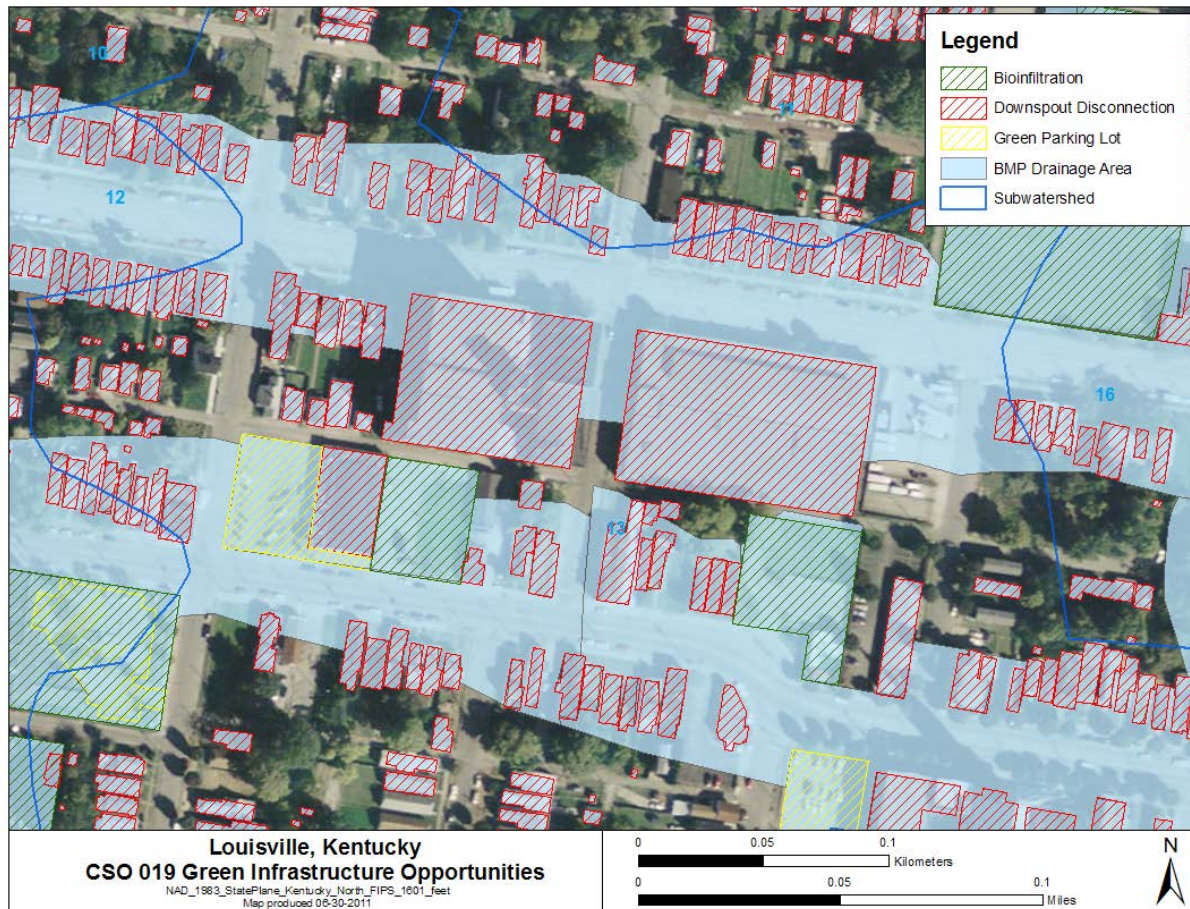 10
11
12
16
13
Legend
Bioinfiltration
Downspout Disconnection
Green Parking Lot
BMP Drainage Area
Subwatershed
Louisville, Kentucky
CSO 019 Green Infrastructure Opportunities
NAD_1983_StatePlane_Kentucky_North_FIPS_1601_feet
Map produced 06-30-2011
0 0.05 0.1
Kilometers
0 0.05 0.1
Miles
N